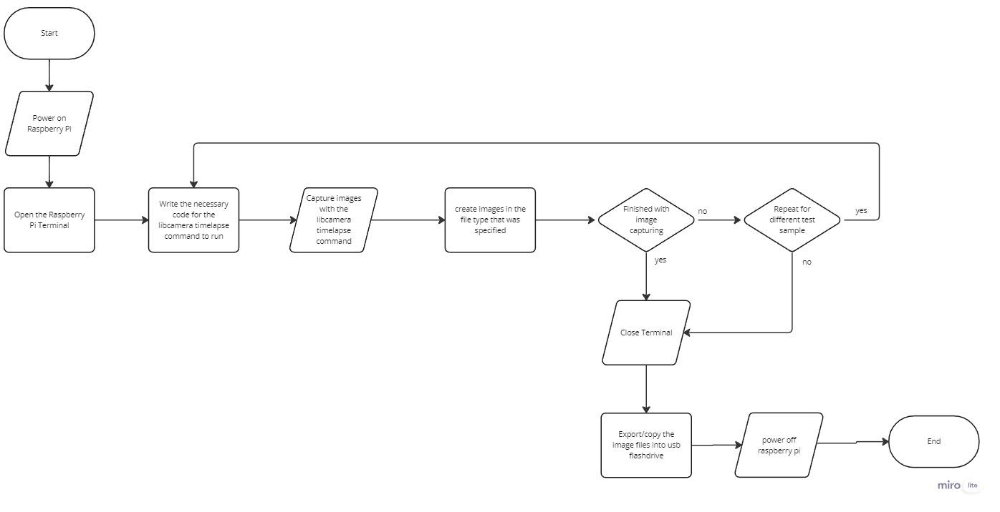 Start
Power on
Raspberry Pi
Open the Raspberry
Pi Terminal
Write the necessary
code for the
libcamera timelapse
command to run
Capture images
with the
libcamera
timelapse
command
create images in the
file type that was
specified
Finished with
image
capturing
no
Repeat for
different test
sample
yes
yes
no
Close Terminal
Export/copy the
image files into usb
flashdrive
power off
raspberry pi
End
miro lite